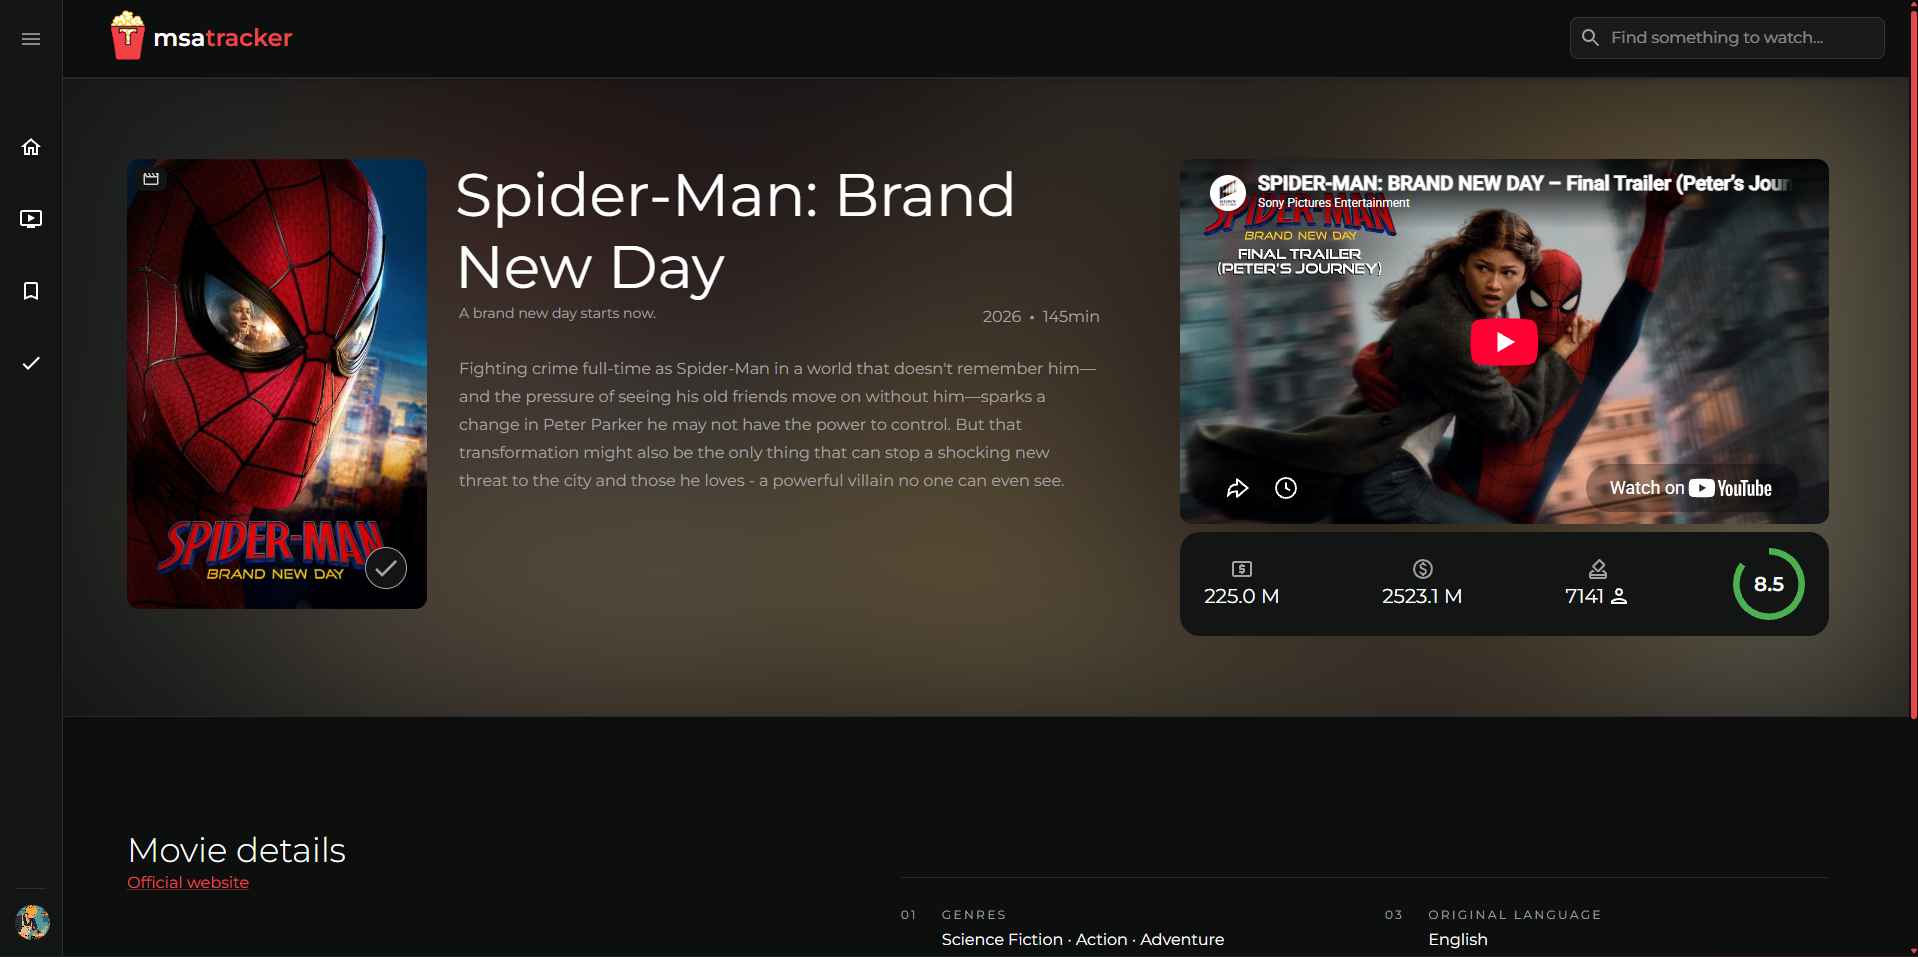 msatracker
Find something to watch...
Spider-Man: Brand
New Day
A brand new day starts now.
2026 • 145min
Fighting crime full-time as Spider-Man in a world that doesn't remember him—
and the pressure of seeing his old friends move on without him—sparks a
change in Peter Parker he may not have the power to control. But that
transformation might also be the only thing that can stop a shocking new
threat to the city and those he loves - a powerful villain no one can even see.
SPIDER-MAN
BRAND NEW DAY
SPIDER-MAN: BRAND NEW DAY – Final Trailer (Peter's Jour
Sony Pictures Entertainment
SPIDER-MAN
BRAND NEW DAY
FINAL TRAILER
(PETER'S JOURNEY)
Watch on YouTube
225.0 M
2523.1 M
7141
8.5
Movie details
Official website
01 GENRES
Science Fiction · Action · Adventure
03 ORIGINAL LANGUAGE
English